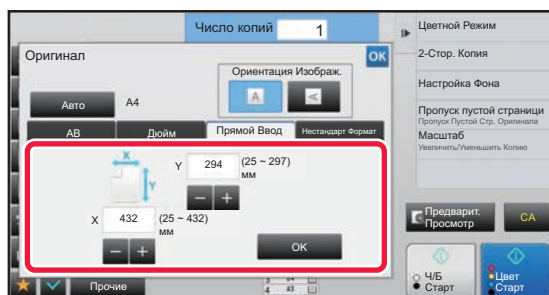 Число копий 1
Оригинал
OK
Ориентация Изображ.
A A
Авто A4
AB Дюйм Прямой Ввод Нестандарт Формат
X
Y
Y 294 (25 ~ 297)
мм
− +
X 432 (25 ~ 432)
мм
− +
OK
Прочие
A3
Цветной Режим
2-Стор. Копия
Настройка Фона
Пропуск пустой страници
Пропуск Пустой Стр. Оригинала
Масштаб
Увеличить/Уменьшить Копию
Предварит.
Просмотр
CA
Ч/Б
Старт
Цвет
Старт